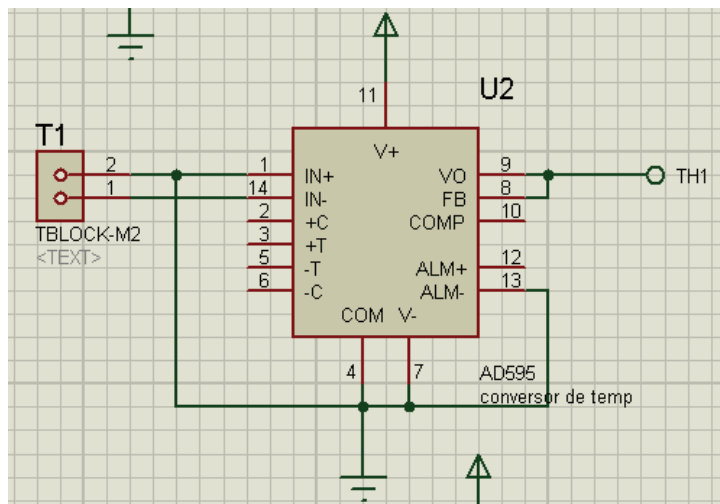 11
U2
T1
V+
2
1
IN+
VO
9
TH1
1
14
IN-
FB
8
TBLOCK-M2
2
+C
COMP
10
<TEXT>
3
+T
5
-T
ALM+
12
6
-C
ALM-
13
COM
V-
4
7
AD595
conversor de temp